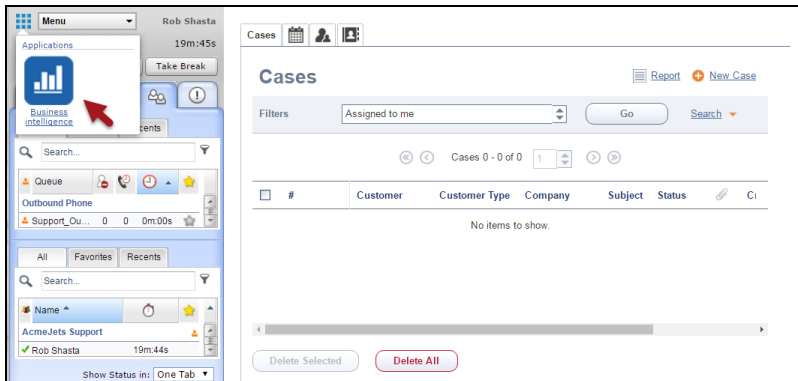 Menu
Rob Shasta
19m:45s
Applications
Business
intelligence
Take Break
cents
Search...
Queue
Outbound Phone
Support_Ou... 0 0 0m:00s
All Favorites Recents
Search...
Name
AcmeJets Support
Rob Shasta 19m:44s
Show Status in: One Tab
Cases
Cases
Report New Case
Filters Assigned to me Go Search
Cases 0 - 0 of 0 1
# Customer Customer Type Company Subject Status
No items to show.
Delete Selected Delete All